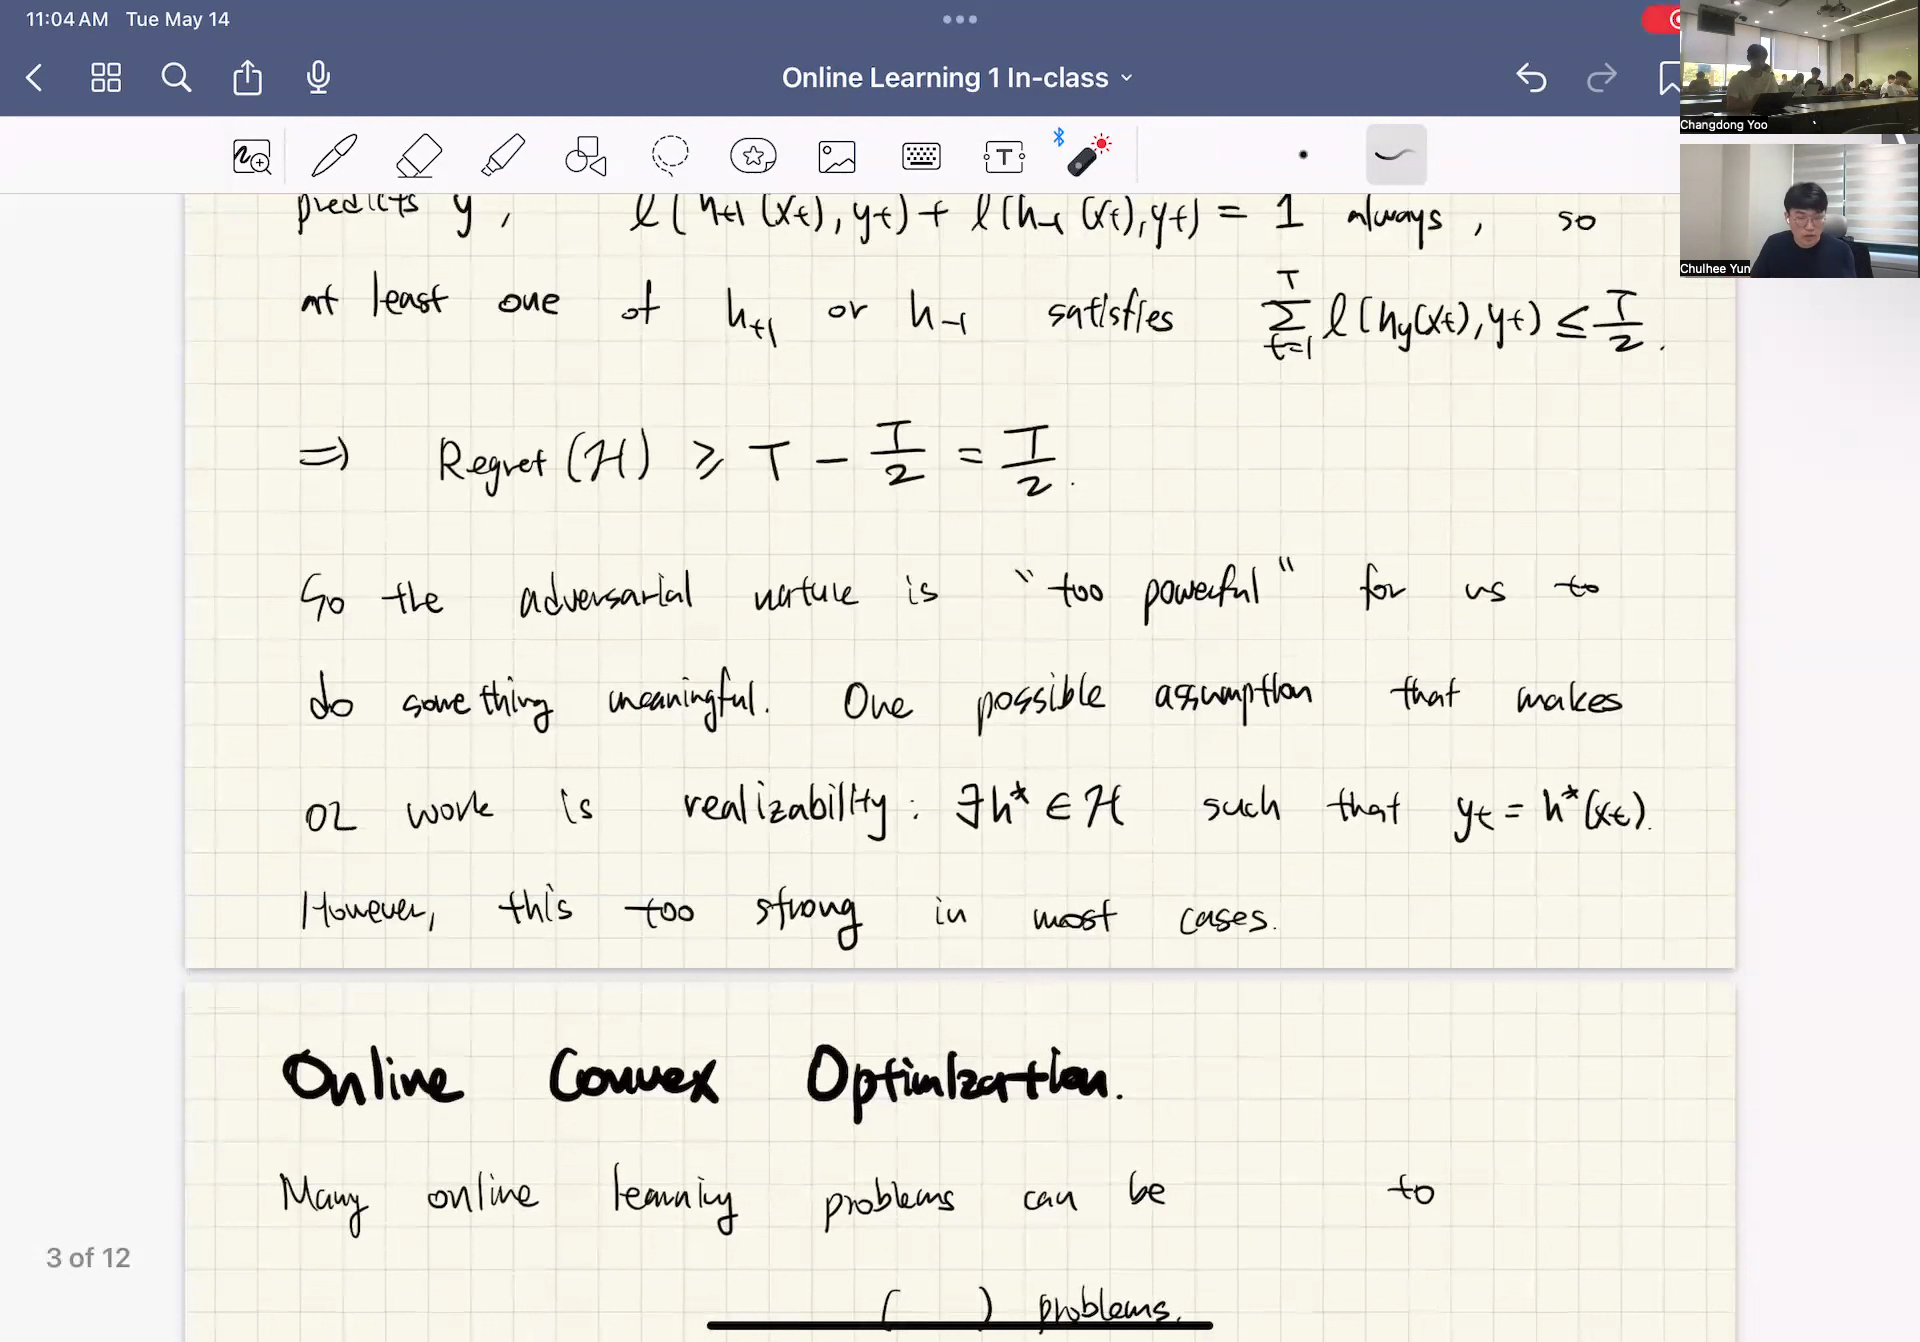 11:04 AM Tue May 14
Online Learning 1 In-class
Changdong Yoo
Chulhee Yun
predicts y, l(h+1(xt), yt) + l(h-1(xt), yt) = 1 always, so
at least one of h+1 or h-1 satisfies \sum_{t=1}^{T} l(hy(xt), yt) ≤ T/2.
⇒ Regret(H) ≥ T - T/2 = T/2.
So the adversarial nature is "too powerful" for us to
do something meaningful. One possible assumption that makes
OL work is realizability: ∃h* ∈ H such that yt = h*(xt).
However, this too strong in most cases.
Online Convex Optimization.
Many online learning problems can be to
( ) problems.
3 of 12